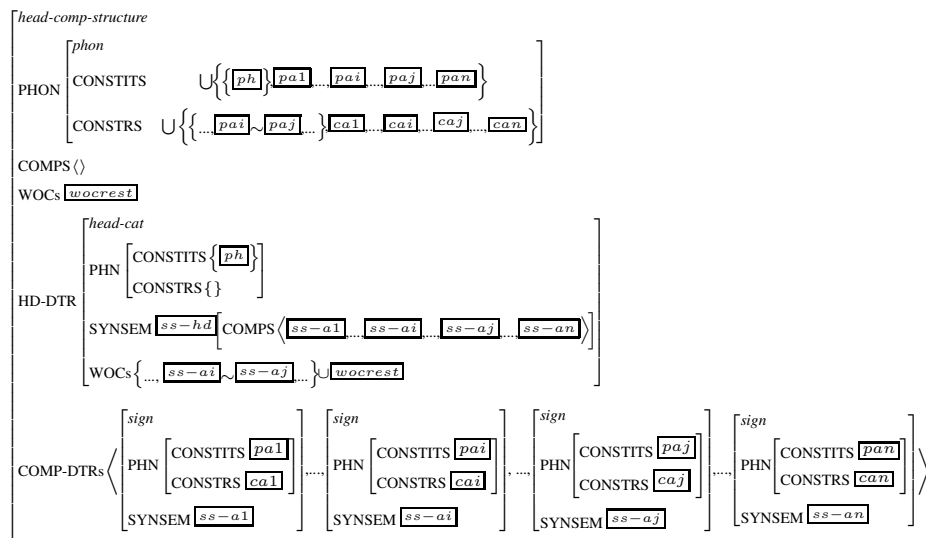 head-comp-structure
phon
CONSTITS ∪{{ph},pa1,...,pai,...,paj,...,pan}
PHON
CONSTRS ∪{{...,pai∼paj,...},ca1,...,cai,...,caj,...,can}
COMPS⟨⟩
WOCs wocrest
head-cat
CONSTITS{ph}
PHN
CONSTRS{}
HD-DTR
SYNSEM ss-hd[COMPS⟨ss-a1,...,ss-ai,...,ss-aj,...,ss-an⟩]
WOCs{..., ss-ai∼ss-aj,...}∪wocrest
sign sign sign sign
CONSTITS pa1 CONSTITS pai CONSTITS paj CONSTITS pan
COMP-DTRs⟨ PHN ,..., PHN , ..., PHN ,..., PHN ⟩
CONSTRS ca1 CONSTRS cai CONSTRS caj CONSTRS can
SYNSEM ss-a1 SYNSEM ss-ai SYNSEM ss-aj SYNSEM ss-an